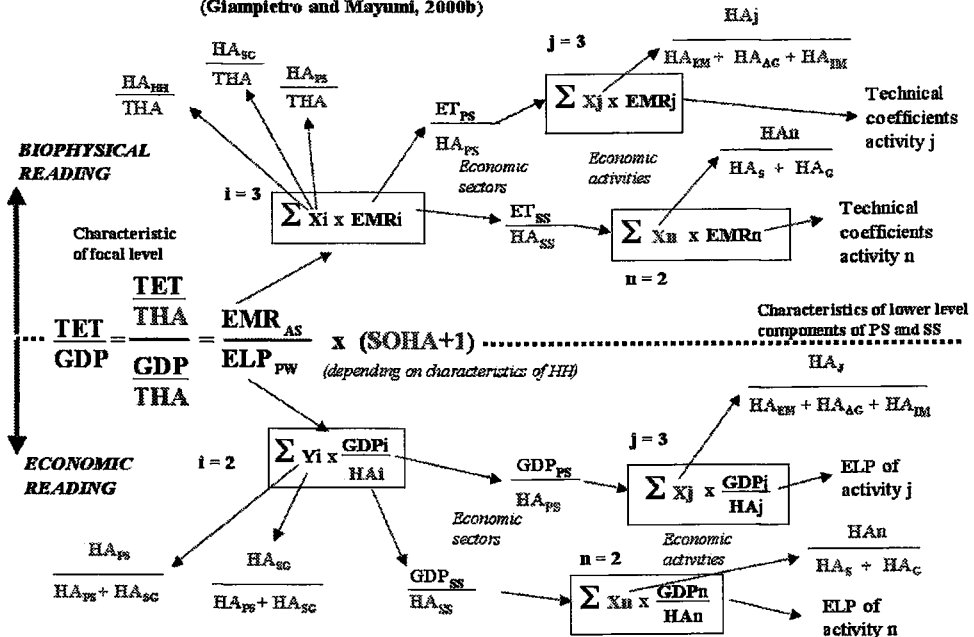 (Giampietro and Mayumi, 2000b)
HA_HH
THA
HA_SG
THA
HA_PS
THA
j = 3
HAj
HA_EM + HA_AG + HA_IM
ET_PS
HA_PS
∑ Xj x EMRj
Technical
coefficients
activity j
BIOPHYSICAL
READING
Economic
sectors
Economic
activities
HAn
HA_S + HA_G
i = 3
∑ Xi x EMRi
ET_SS
HA_SS
∑ Xn x EMRn
Technical
coefficients
activity n
n = 2
Characteristic
of focal level
TET
GDP
=
TET
THA
GDP
THA
=
EMR_AS
ELP_PW
x (SOHA+1)
(depending on characteristics of HH)
Characteristics of lower level
components of PS and SS
HA_j
HA_EM + HA_AG + HA_IM
ECONOMIC
READING
i = 2
∑ Yi x GDPi
HAi
GDP_PS
HA_PS
j = 3
∑ Xj x GDPj
HAj
ELP of
activity j
Economic
sectors
Economic
activities
HAn
HA_S + HA_G
HA_PS
HA_PS + HA_SG
HA_SG
HA_PS + HA_SG
GDP_SS
HA_SS
n = 2
∑ Xn x GDPn
HAn
ELP of
activity n